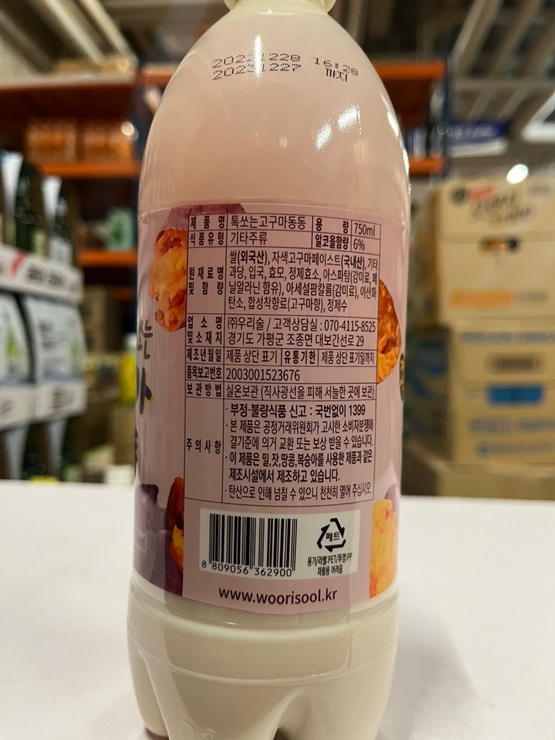 20221228 16:28
20231227 까지
제품명 톡쏘는고구마동동 용량 750ml
식품유형 기타주류 알코올함량 6%
원재료명 및 함량
쌀(외국산), 자색고구마페이스트(국내산), 기타
과당, 입국, 효모, 정제효소, 아스파탐(감미료, 페
닐알라닌 함유), 아세설팜칼륨(감미료), 이산화
탄소, 합성착향료(고구마향), 정제수
업소명 및 소재지
㈜우리술 / 고객상담실 : 070-4115-8525
경기도 가평군 조종면 대보간선로 29
제조년월일 제품 상단 표기 유통기한 제품 상단 표기일까지
품목보고번호 2003001523676
보관방법 실온보관 (직사광선을 피해 서늘한 곳에 보관)
주의사항
· 부정·불량식품 신고 : 국번없이 1399
· 본 제품은 공정거래위원회가 고시한 소비자분쟁해
결기준에 의거 교환 또는 보상 받을 수 있습니다.
· 이 제품은 밀, 잣, 땅콩, 복숭아를 사용한 제품과 같은
제조시설에서 제조하고 있습니다.
· 탄산으로 인해 넘칠 수 있으니 천천히 열어 주십시오
8 809056 362900
페트
용기/라벨:PET/뚜껑:PP
재활용 어려움
www.woorisool.kr